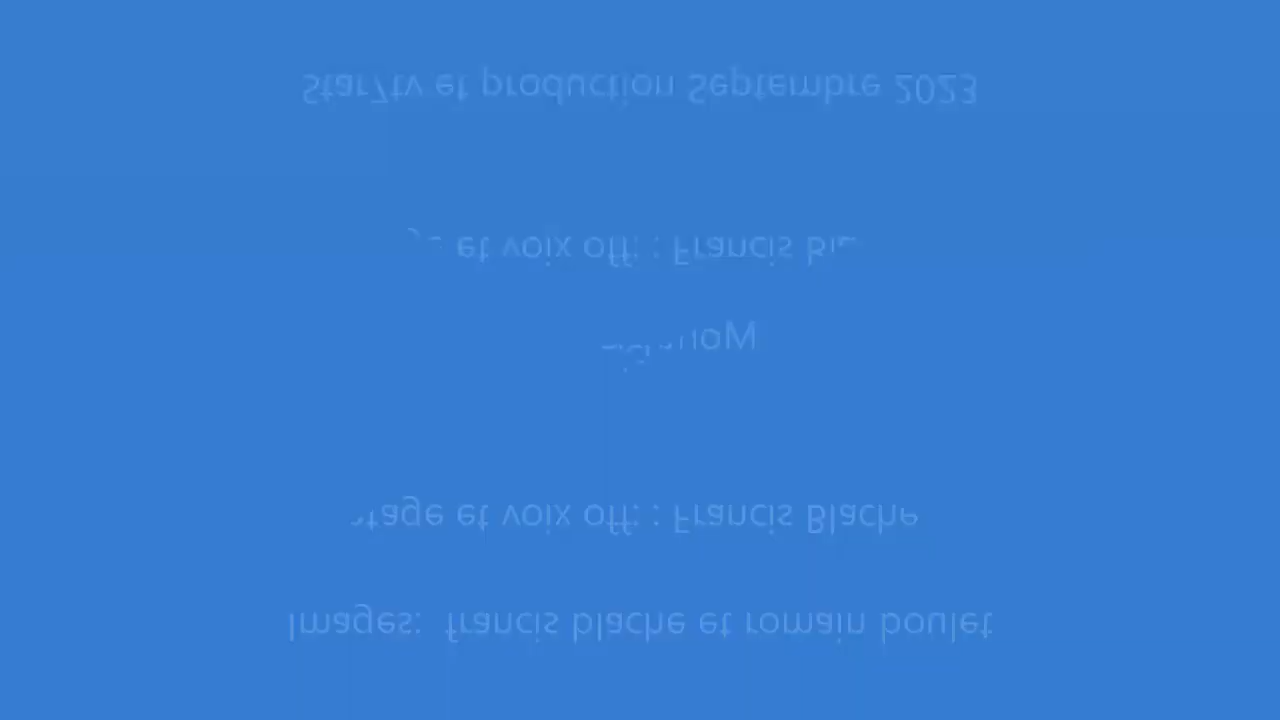 Star7tv et production Septembre 2023
et voix off: : Francis
et voix off: : Francis Blache
Images: francis blache et romain boulet